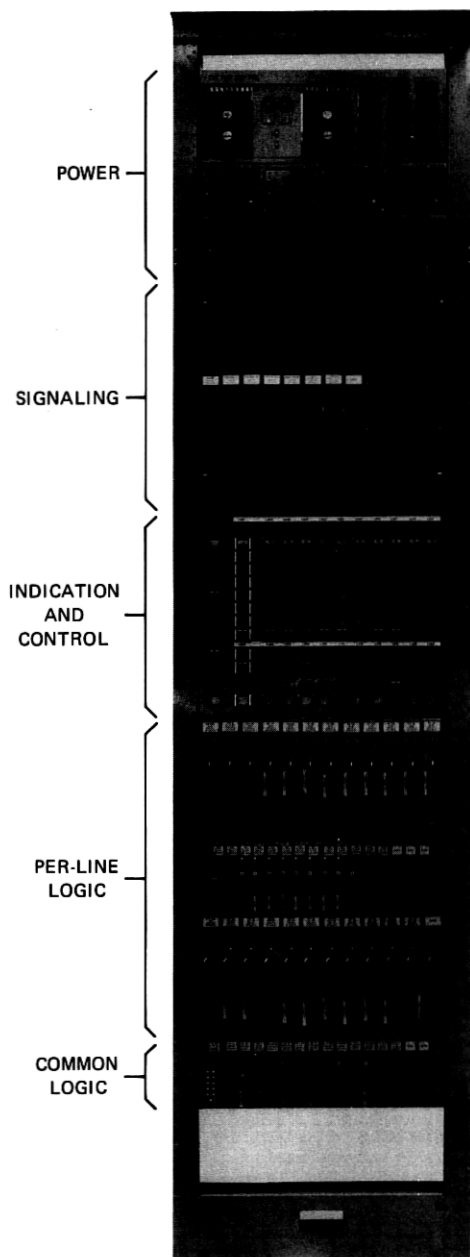 POWER
SIGNALING
INDICATION
AND
CONTROL
PER-LINE
LOGIC
COMMON
LOGIC